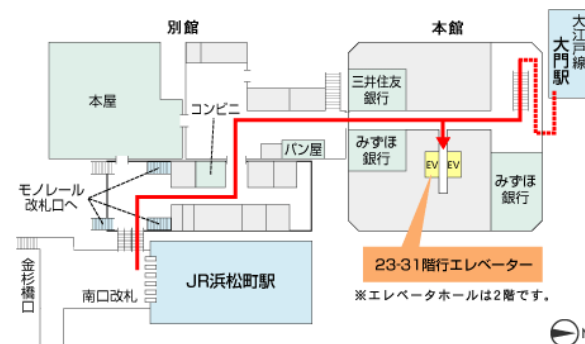 別館
本館
大江戸線
大門駅
本屋
コンビニ
三井住友
銀行
パン屋
みずほ
銀行
EV
EV
みずほ
銀行
モノレール
改札口へ
23-31階行エレベーター
JR浜松町駅
金杉橋口
南口改札
※エレベータホールは2階です。
N